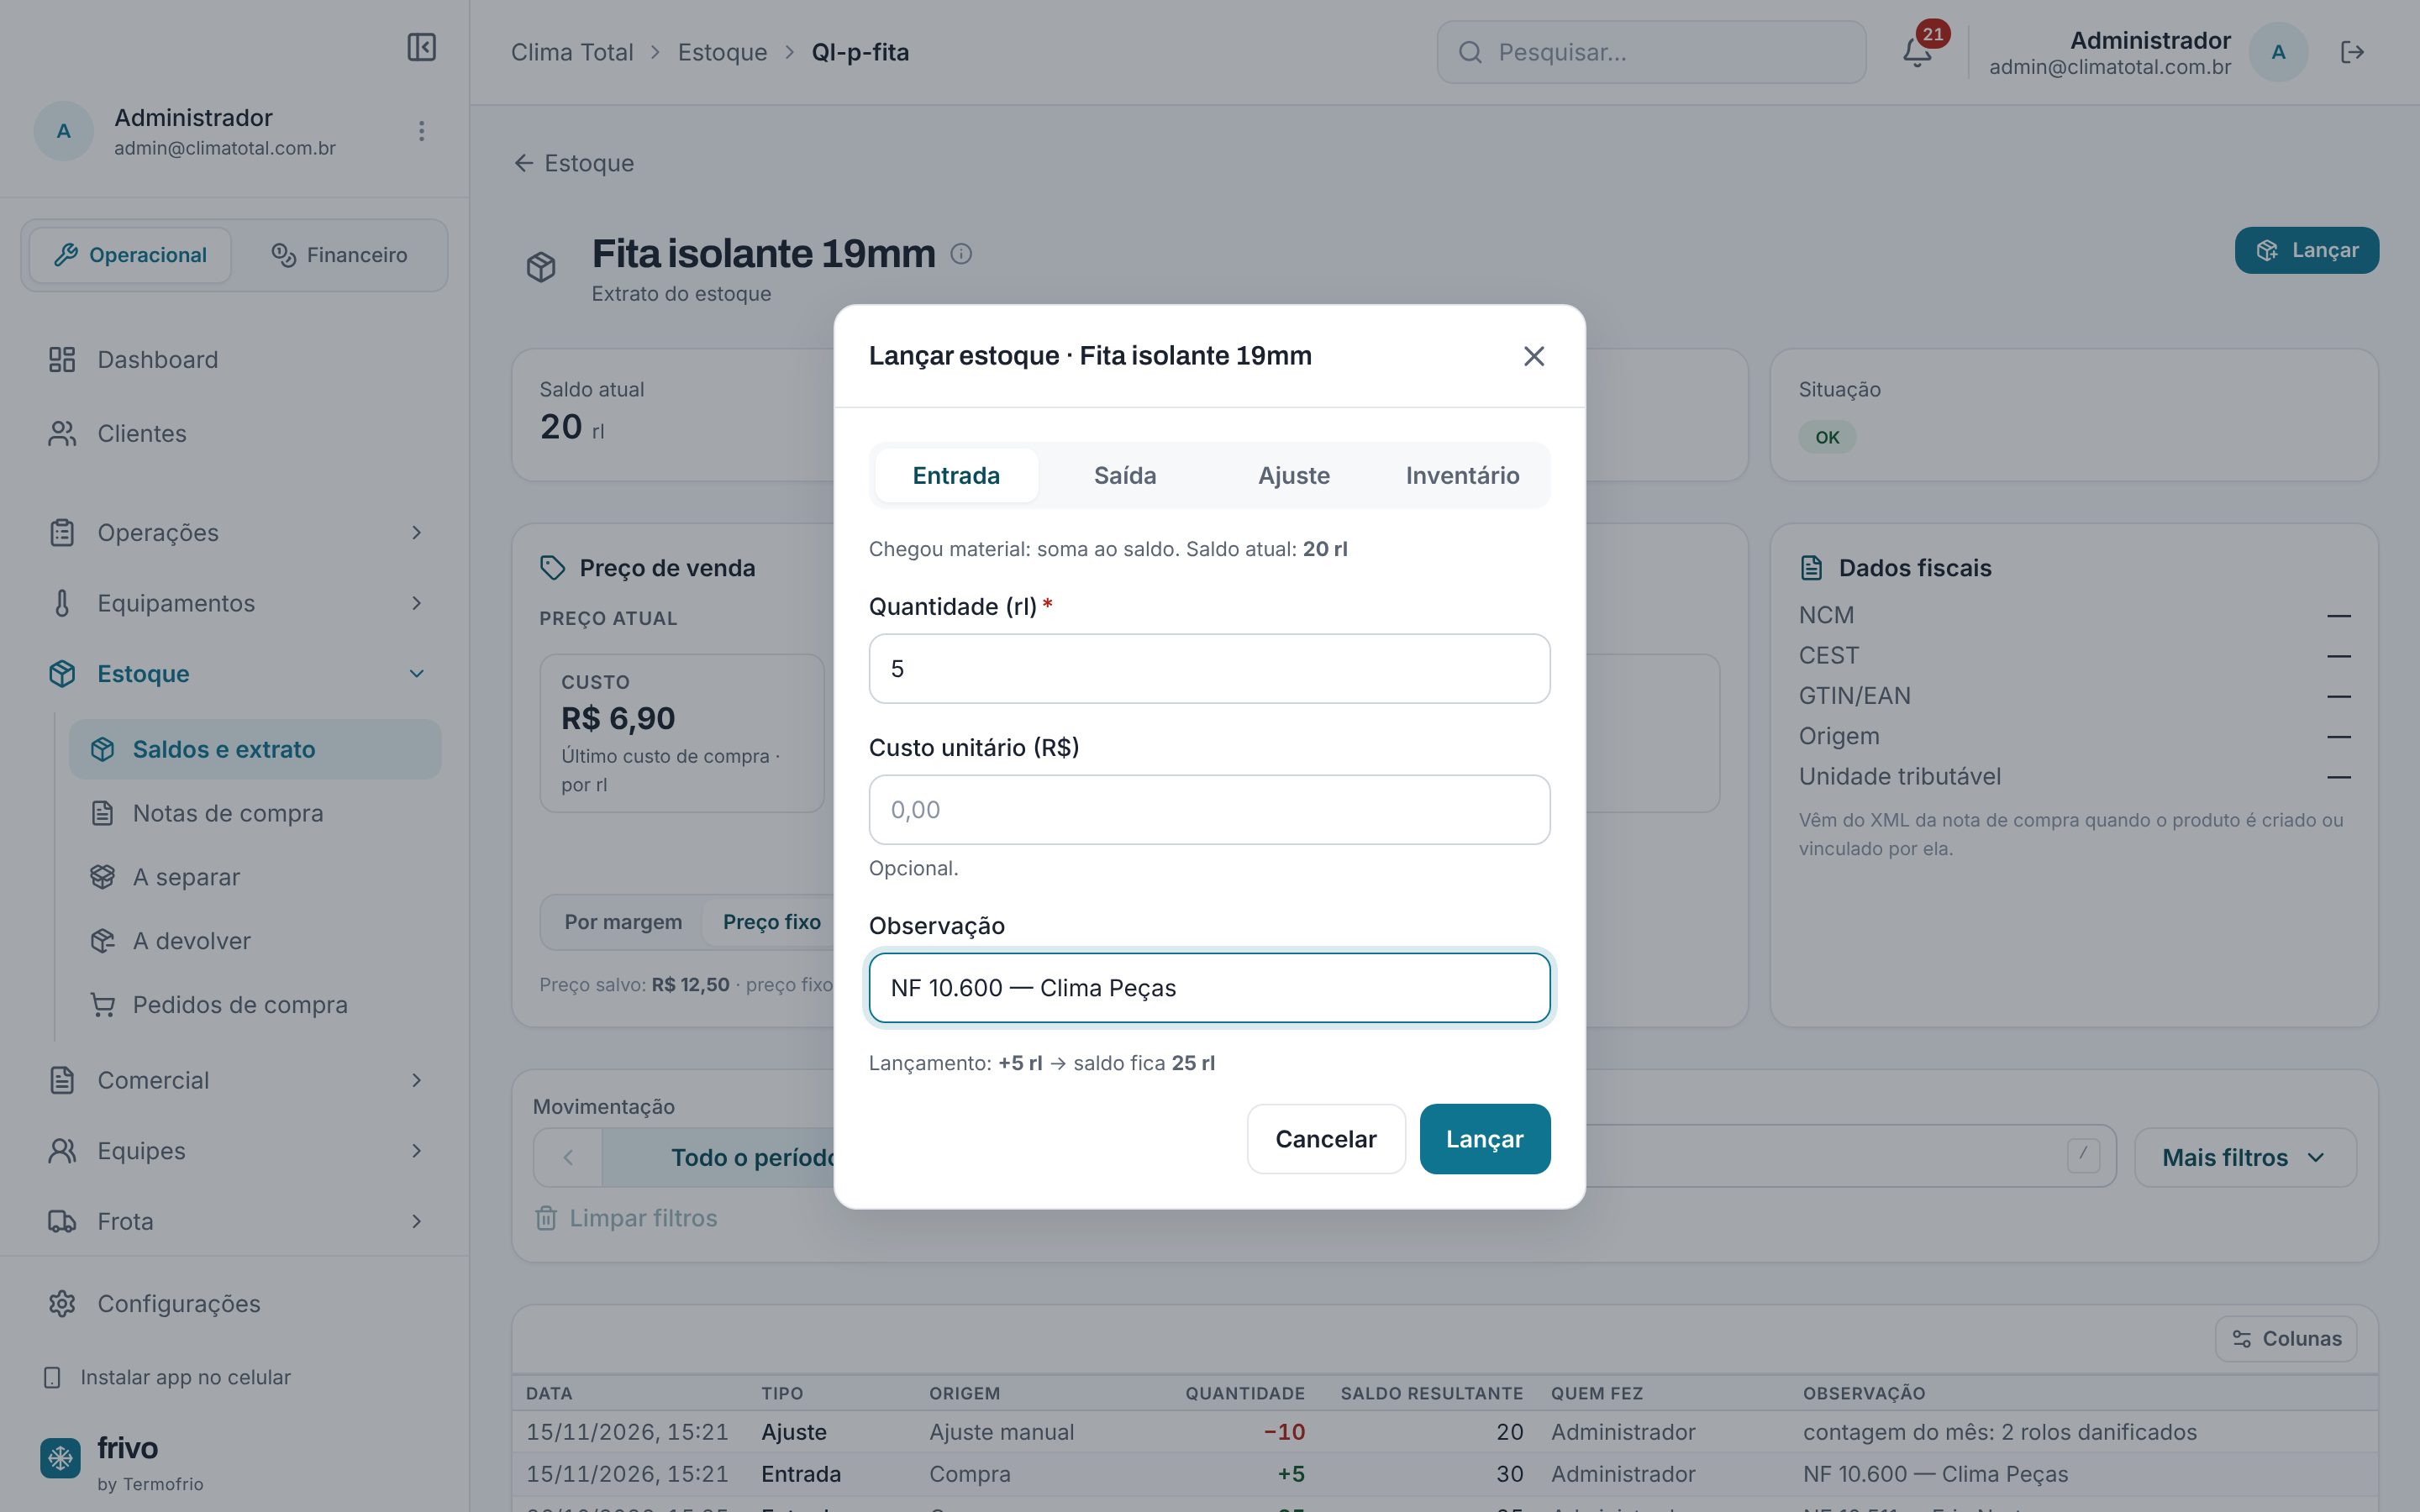 Administrador
admin@climatotal.com.br
Operacional
Financeiro
Dashboard
Clientes
Operações
Equipamentos
Estoque
Saldos e extrato
Notas de compra
A separar
A devolver
Pedidos de compra
Comercial
Equipes
Frota
Configurações
Instalar app no celular
frivo
by Termofrio
Clima Total > Estoque > Ql-p-fita
Pesquisar...
21
Administrador
admin@climatotal.com.br
A
A
← Estoque
Fita isolante 19mm
Extrato do estoque
Lançar
Saldo atual
20 rl
Situação
OK
Preço de venda
PREÇO ATUAL
CUSTO
R$ 6,90
Último custo de compra ·
por rl
Por margem
Preço fixo
Preço salvo: R$ 12,50 · preço fixo
Dados fiscais
NCM —
CEST —
GTIN/EAN —
Origem —
Unidade tributável —
Vêm do XML da nota de compra quando o produto é criado ou
vinculado por ela.
Lançar estoque · Fita isolante 19mm
Entrada
Saída
Ajuste
Inventário
Chegou material: soma ao saldo. Saldo atual: 20 rl
Quantidade (rl) *
5
Custo unitário (R$)
0,00
Opcional.
Observação
NF 10.600 — Clima Peças
Lançamento: +5 rl → saldo fica 25 rl
Cancelar
Lançar
Movimentação
Todo o período
/
Mais filtros
Limpar filtros
Colunas
DATA TIPO ORIGEM QUANTIDADE SALDO RESULTANTE QUEM FEZ OBSERVAÇÃO
15/11/2026, 15:21 Ajuste Ajuste manual −10 20 Administrador contagem do mês: 2 rolos danificados
15/11/2026, 15:21 Entrada Compra +5 30 Administrador NF 10.600 — Clima Peças